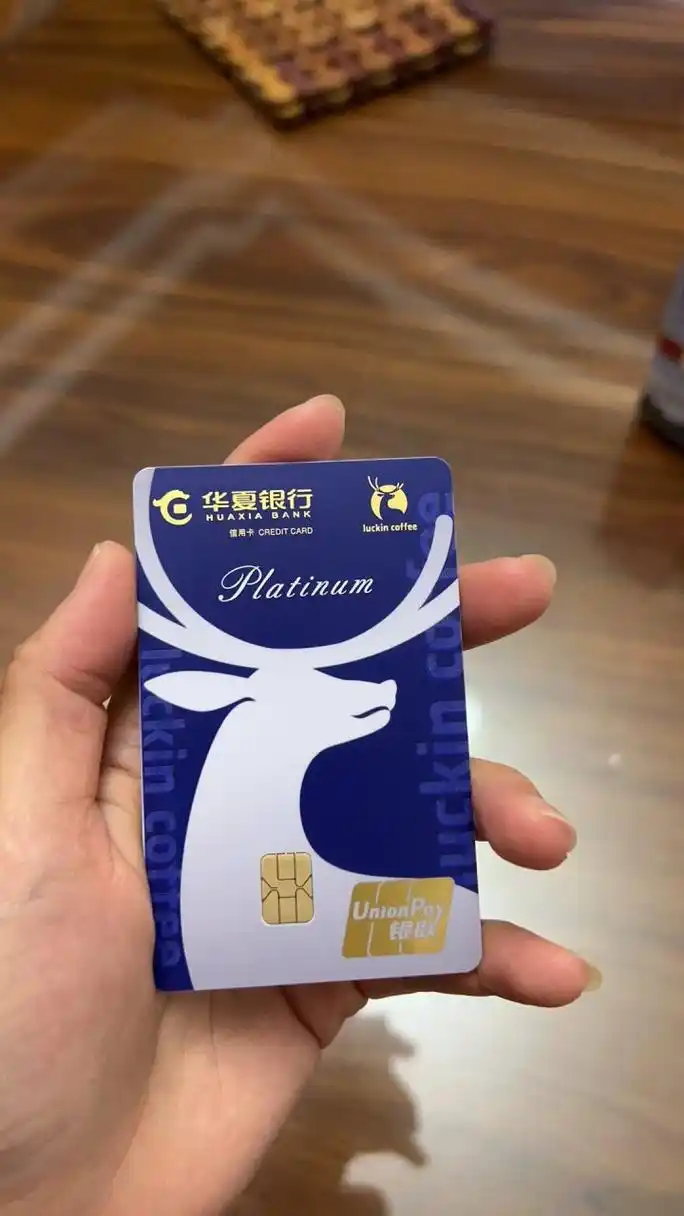 华夏银行
HUAXIA BANK
信用卡 CREDIT CARD
luckin coffee
Platinum
luckin coffee
luckin coffee
UnionPay
银联